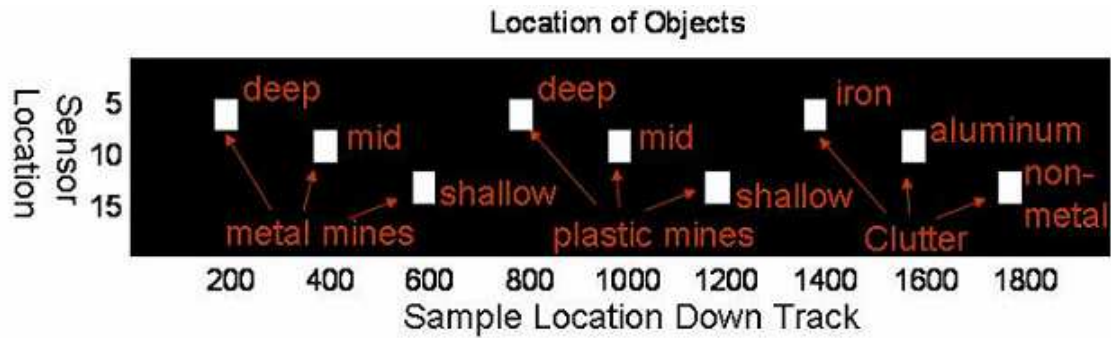 Location of Objects
Sensor
Location
5
10
15
deep
mid
shallow
metal mines
deep
mid
shallow
plastic mines
iron
aluminum
non-
metal
Clutter
200 400 600 800 1000 1200 1400 1600 1800
Sample Location Down Track